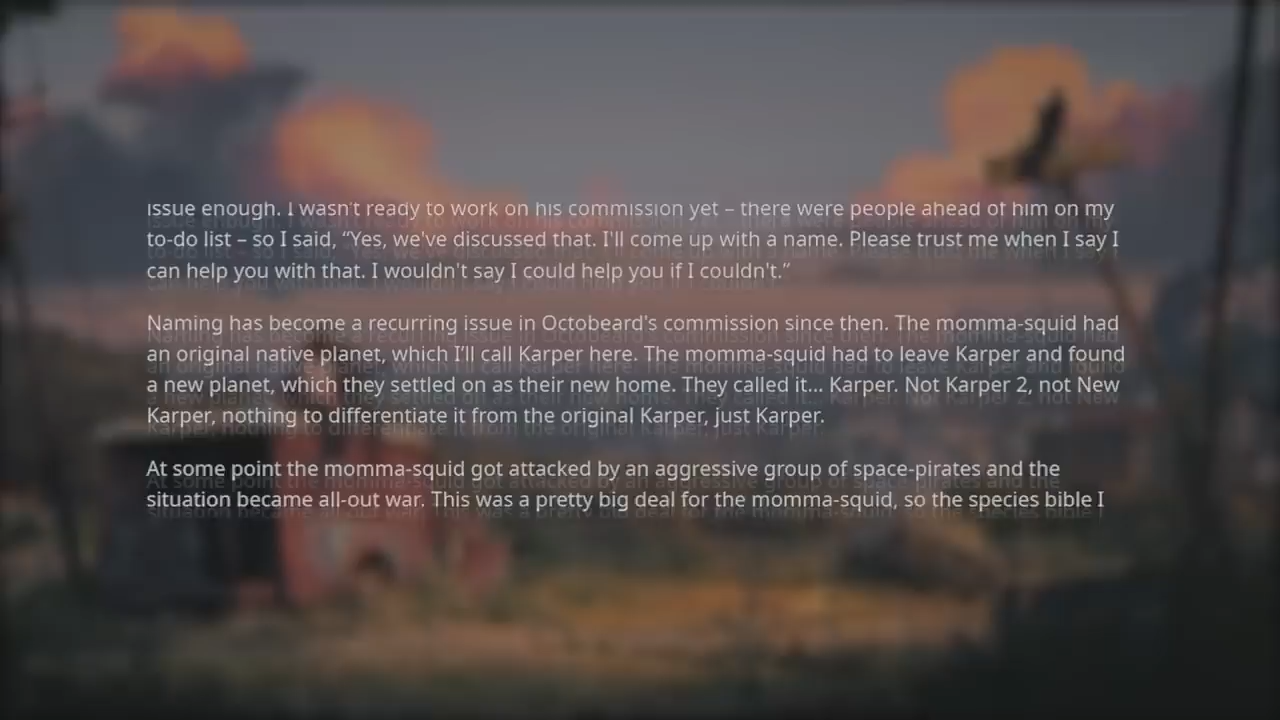 issue enough. I wasn't ready to work on his commission yet – there were people ahead of him on my
to-do list – so I said, “Yes, we've discussed that. I'll come up with a name. Please trust me when I say I
can help you with that. I wouldn't say I could help you if I couldn't.”
Naming has become a recurring issue in Octobeard's commission since then. The momma-squid had
an original native planet, which I’ll call Karper here. The momma-squid had to leave Karper and found
a new planet, which they settled on as their new home. They called it... Karper. Not Karper 2, not New
Karper, nothing to differentiate it from the original Karper, just Karper.
At some point the momma-squid got attacked by an aggressive group of space-pirates and the
situation became all-out war. This was a pretty big deal for the momma-squid, so the species bible I